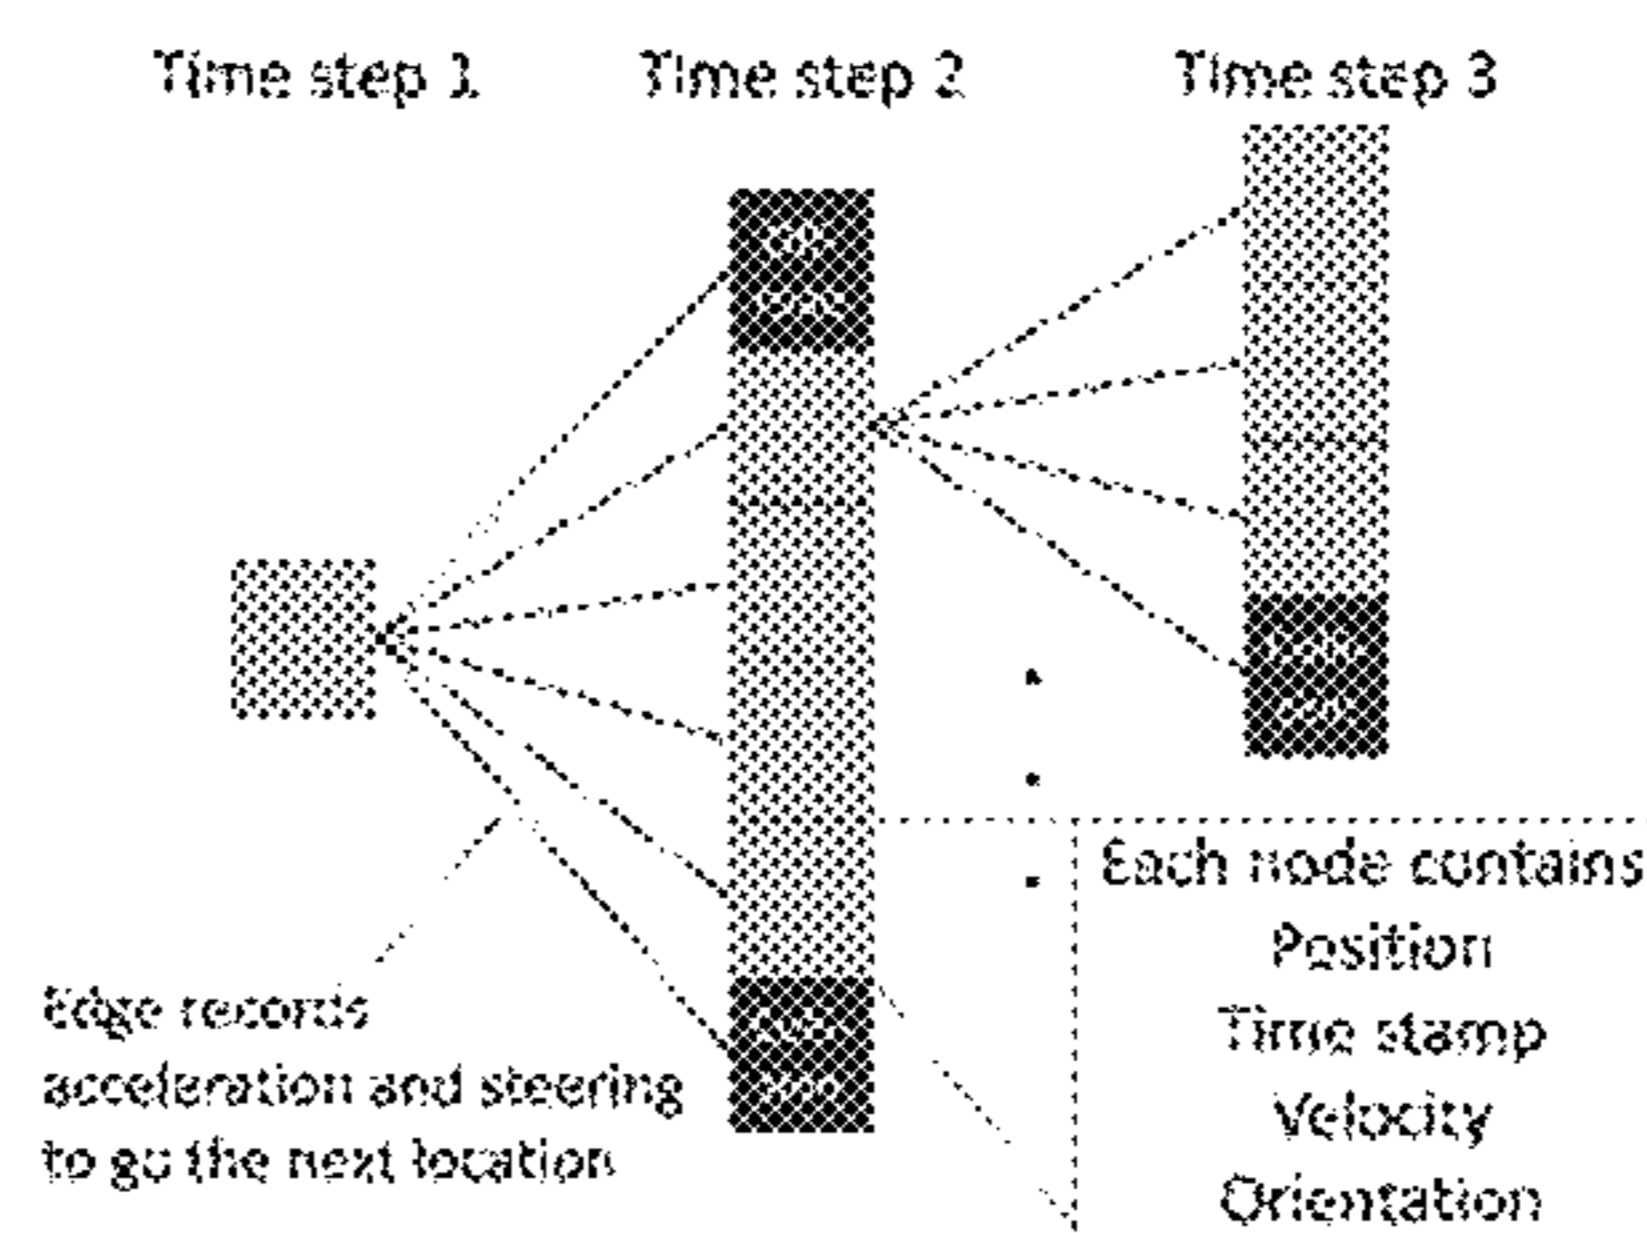 Time step 1
Time step 2
Time step 3
Each node contains
Position
Time stamp
Velocity
Orientation
Edge records
acceleration and steering
to go the next location